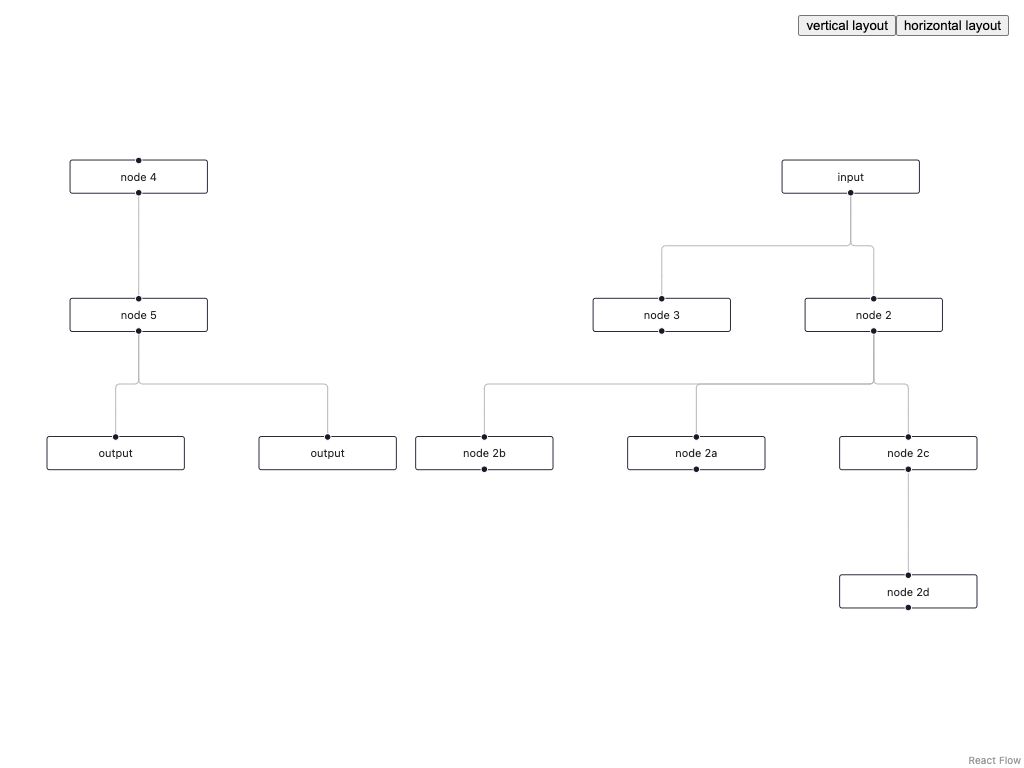 vertical layout
horizontal layout
node 4
input
node 5
node 3
node 2
output
output
node 2b
node 2a
node 2c
node 2d
React Flow